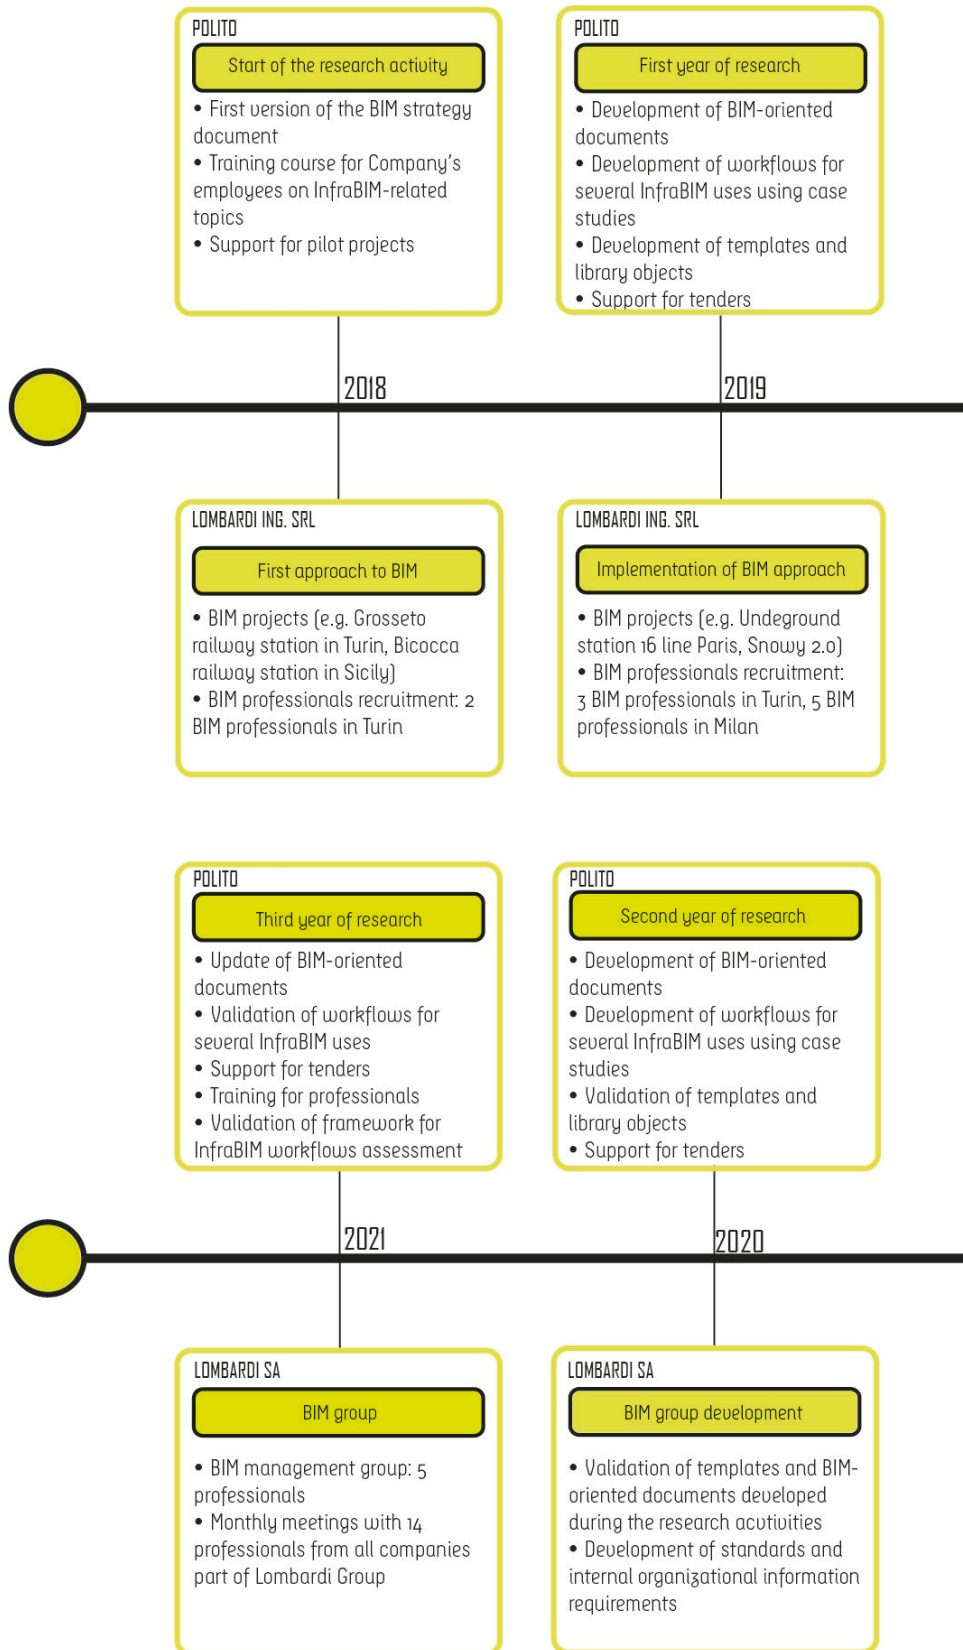 POLITO
Start of the research activity
• First version of the BIM strategy
document
• Training course for Company's
employees on InfraBIM-related
topics
• Support for pilot projects
POLITO
First year of research
• Development of BIM-oriented
documents
• Development of workflows for
several InfraBIM uses using case
studies
• Development of templates and
library objects
• Support for tenders
2018
2019
LOMBARDI ING. SRL
First approach to BIM
• BIM projects (e.g. Grosseto
railway station in Turin, Bicocca
railway station in Sicily)
• BIM professionals recruitment: 2
BIM professionals in Turin
LOMBARDI ING. SRL
Implementation of BIM approach
• BIM projects (e.g. Undeground
station 16 line Paris, Snowy 2.0)
• BIM professionals recruitment:
3 BIM professionals in Turin, 5 BIM
professionals in Milan
POLITO
Third year of research
• Update of BIM-oriented
documents
• Validation of workflows for
several InfraBIM uses
• Support for tenders
• Training for professionals
• Validation of framework for
InfraBIM workflows assessment
POLITO
Second year of research
• Development of BIM-oriented
documents
• Development of workflows for
several InfraBIM uses using case
studies
• Validation of templates and
library objects
• Support for tenders
2021
2020
LOMBARDI SA
BIM group
• BIM management group: 5
professionals
• Monthly meetings with 14
professionals from all companies
part of Lombardi Group
LOMBARDI SA
BIM group development
• Validation of templates and BIM-
oriented documents developed
during the research acvtivities
• Development of standards and
internal organizational information
requirements